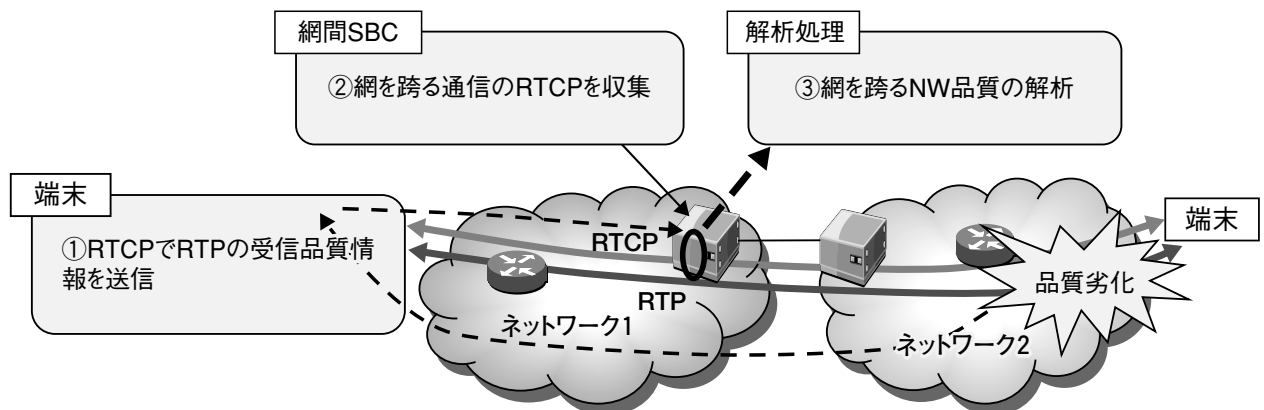 網間SBC
②網を跨る通信のRTCPを収集
解析処理
③網を跨るNW品質の解析
端末
①RTCPでRTPの受信品質情
報を送信
RTCP
RTP
ネットワーク1
端末
品質劣化
ネットワーク2